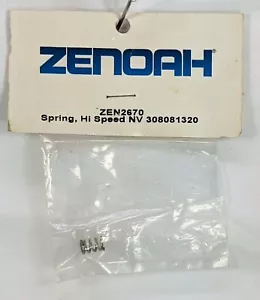 ZENOAH
ZEN2670
Spring, Hi Speed NV 308081320